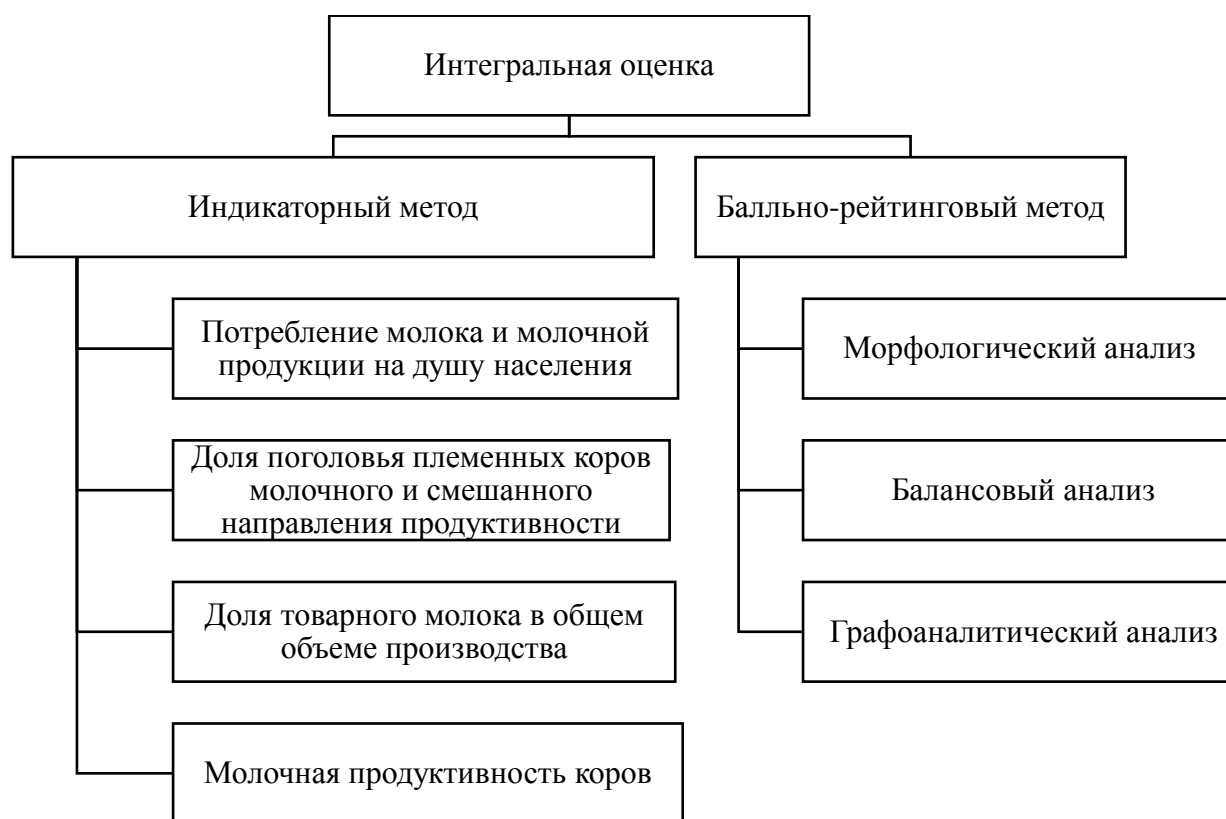 Интегральная оценка
Индикаторный метод
Балльно-рейтинговый метод
Потребление молока и молочной
продукции на душу населения
Морфологический анализ
Доля поголовья племенных коров
молочного и смешанного
направления продуктивности
Балансовый анализ
Доля товарного молока в общем
объеме производства
Графоаналитический анализ
Молочная продуктивность коров